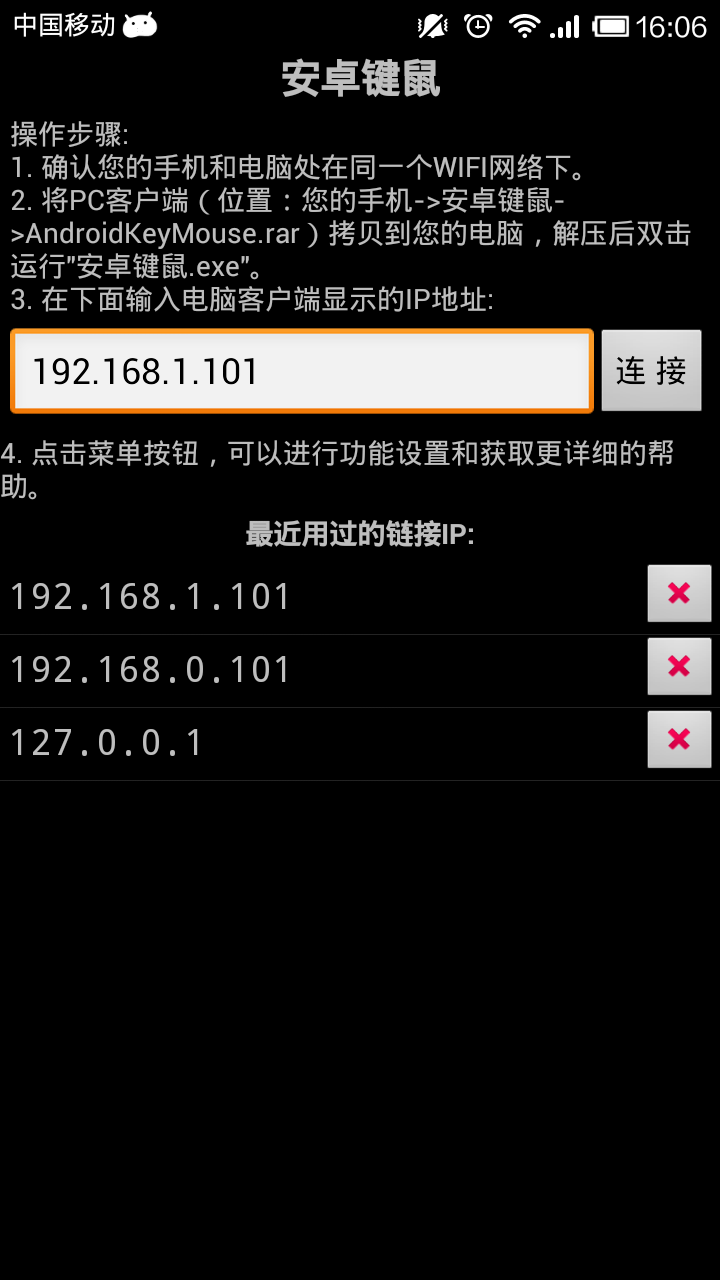 中国移动 16:06
安卓键鼠
操作步骤:
1. 确认您的手机和电脑处在同一个WIFI网络下。
2. 将PC客户端（位置：您的手机->安卓键鼠-
>AndroidKeyMouse.rar）拷贝到您的电脑，解压后双击
运行"安卓键鼠.exe"。
3. 在下面输入电脑客户端显示的IP地址:
192.168.1.101 连 接
4. 点击菜单按钮，可以进行功能设置和获取更详细的帮
助。
最近用过的链接IP:
192.168.1.101
192.168.0.101
127.0.0.1